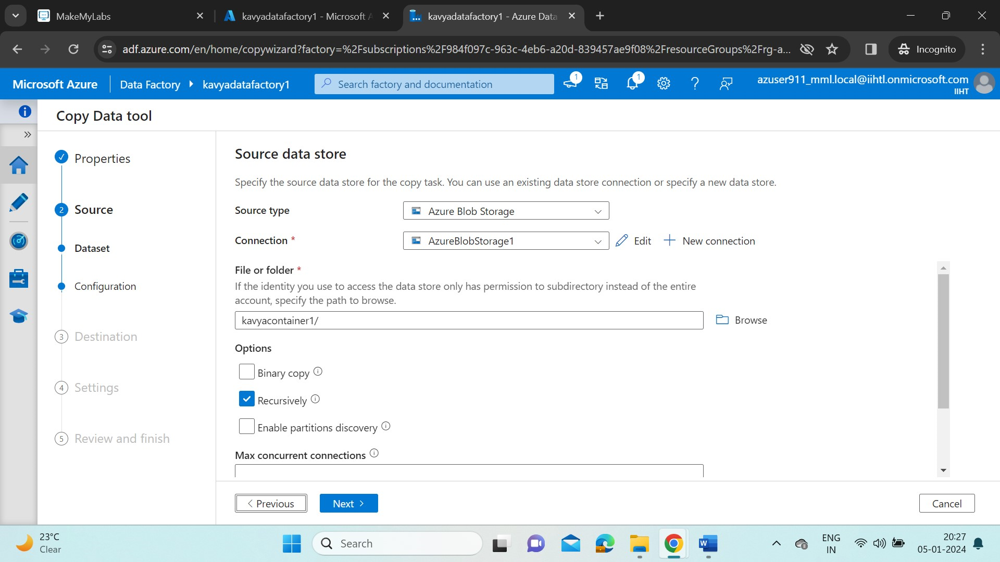 MakeMyLabs
kavyadatafactory1 - Microsoft A
kavyadatafactory1 - Azure Data
adf.azure.com/en/home/copywizard?factory=%2Fsubscriptions%2F984f097c-963c-4eb6-a20d-839457ae9f08%2FresourceGroups%2Frg-a...
Incognito
Microsoft Azure
Data Factory
kavyadatafactory1
Search factory and documentation
1
1
azuser911_mml.local@iihtl.onmicrosoft.com
IIHT
Copy Data tool
Properties
2 Source
Dataset
Configuration
3 Destination
4 Settings
5 Review and finish
Source data store
Specify the source data store for the copy task. You can use an existing data store connection or specify a new data store.
Source type
Azure Blob Storage
Connection *
AzureBlobStorage1
Edit
New connection
File or folder *
If the identity you use to access the data store only has permission to subdirectory instead of the entire
account, specify the path to browse.
kavyacontainer1/
Browse
Options
Binary copy
Recursively
Enable partitions discovery
Max concurrent connections
< Previous
Next >
Cancel
23°C
Clear
Search
ENG
IN
20:27
05-01-2024